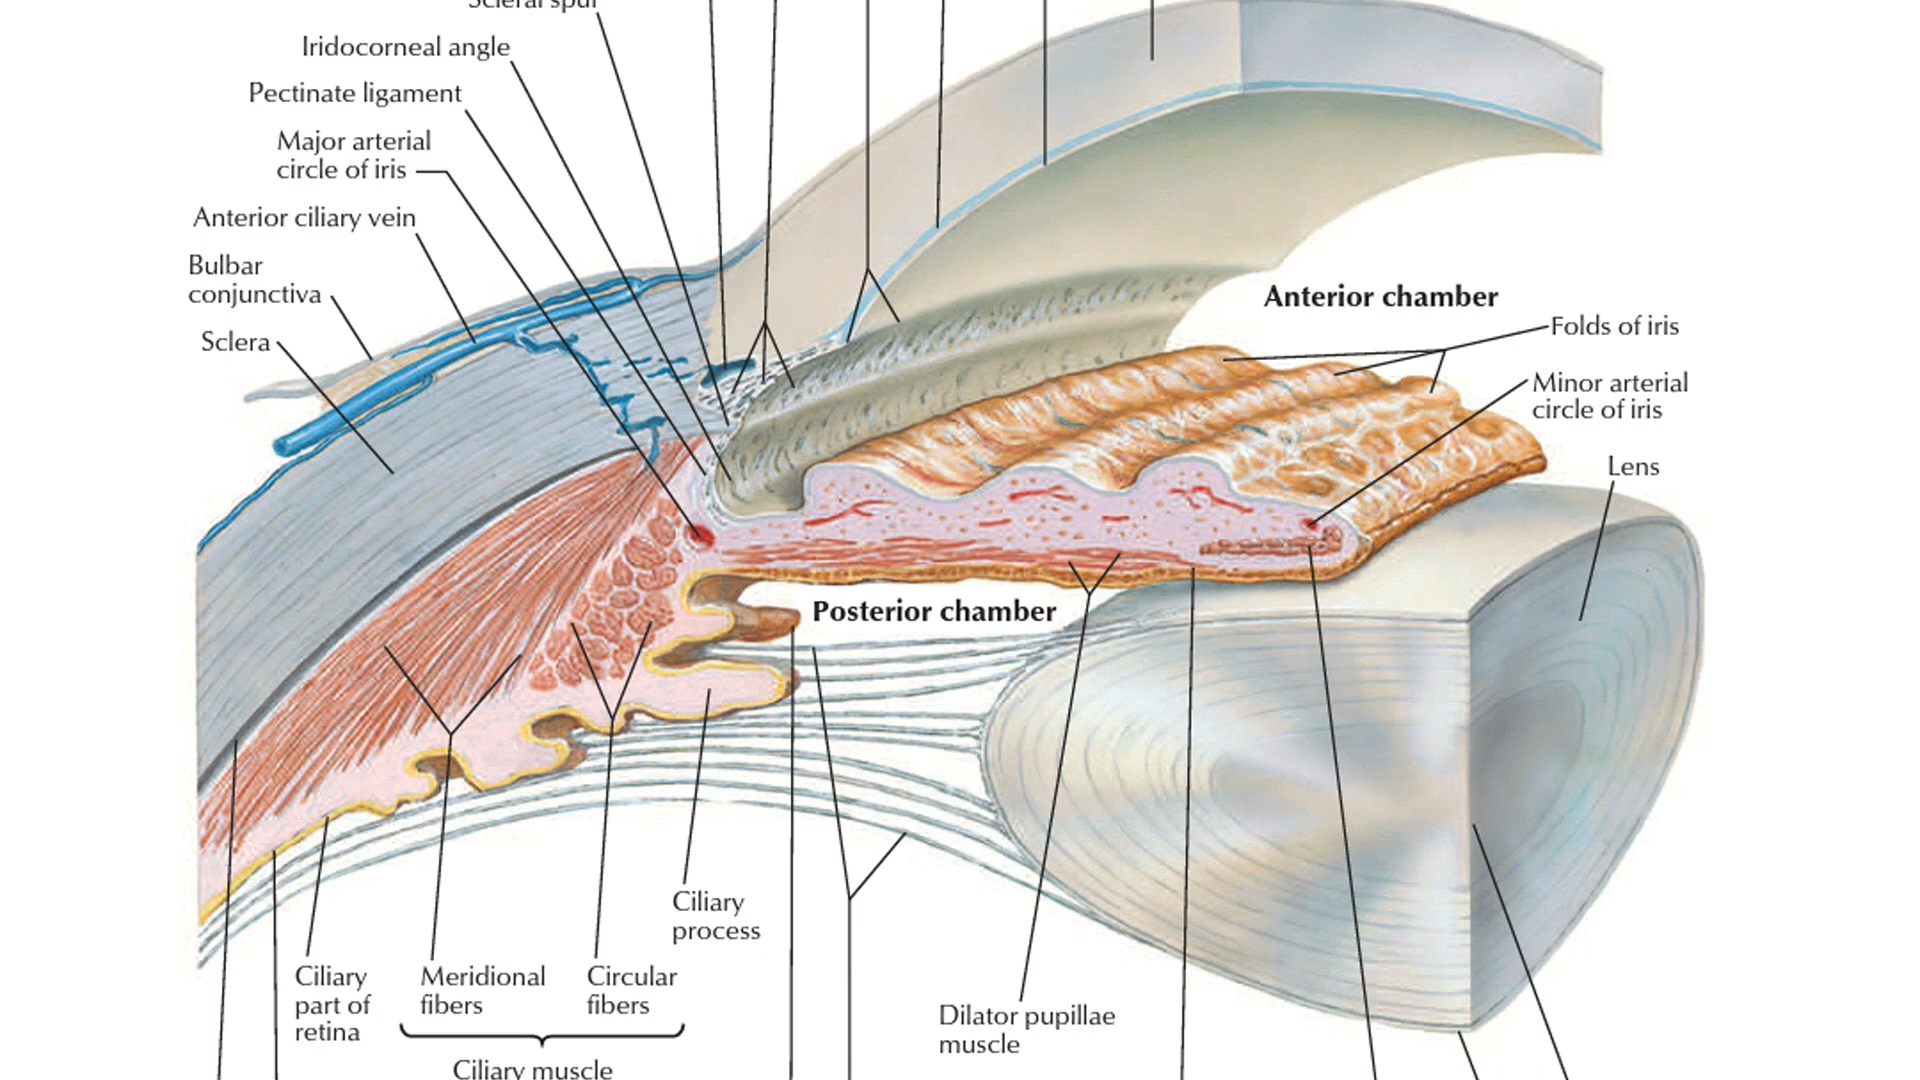 Scleral spur
Iridocorneal angle
Pectinate ligament
Major arterial
circle of iris
Anterior ciliary vein
Bulbar
conjunctiva
Sclera
Anterior chamber
Folds of iris
Minor arterial
circle of iris
Lens
Posterior chamber
Ciliary
process
Ciliary
part of
retina
Meridional
fibers
Circular
fibers
Ciliary muscle
Dilator pupillae
muscle